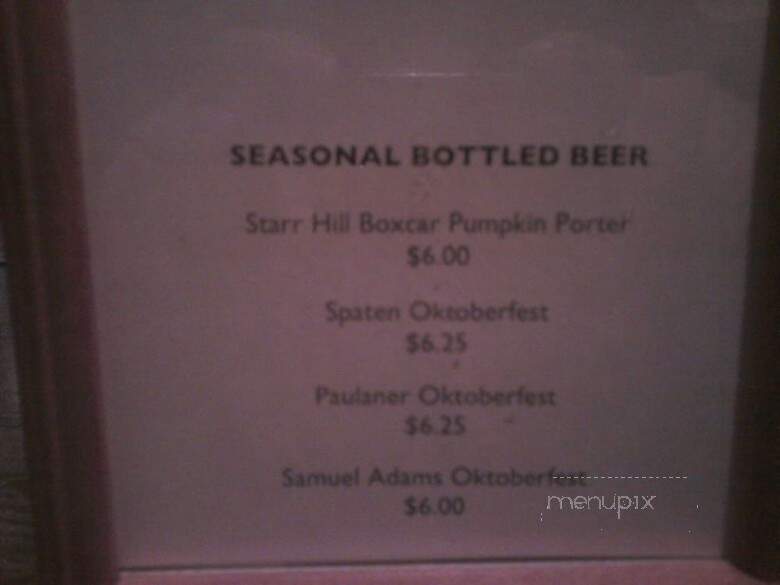 SEASONAL BOTTLED BEER
Starr Hill Boxcar Pumpkin Porter
$6.00
Spaten Oktoberfest
$6.25
Paulaner Oktoberfest
$6.25
Samuel Adams Oktoberfest
$6.00
menupix